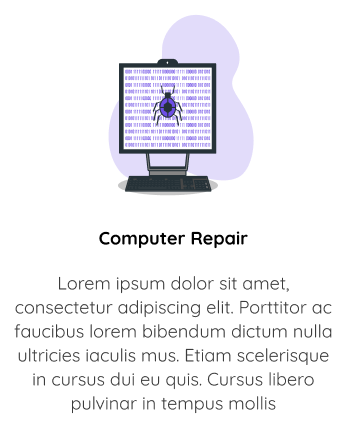 Computer Repair
Lorem ipsum dolor sit amet,
consectetur adipiscing elit. Porttitor ac
faucibus lorem bibendum dictum nulla
ultricies iaculis mus. Etiam scelerisque
in cursus dui eu quis. Cursus libero
pulvinar in tempus mollis